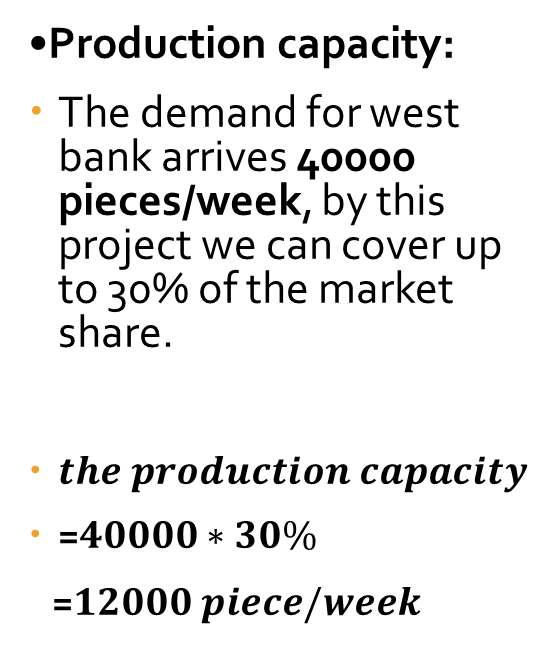 •Production capacity:
• The demand for west
bank arrives 40000
pieces/week, by this
project we can cover up
to 30% of the market
share.
• the production capacity
• =40000 * 30%
=12000 piece/week